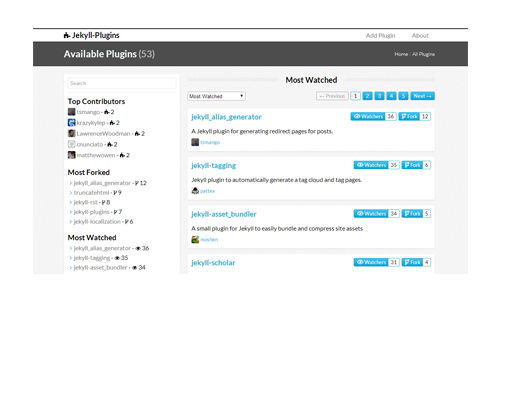 Jekyll-Plugins
Add Plugin About
Available Plugins (53)
Home / All Plugins
Search
Top Contributors
tsmango - 2
krazykylep - 2
LawrenceWoodman - 2
onunciato - 2
matthewowen - 2
Most Forked
jekyll_alias_generator - 12
truncatehtml - 9
jekyll-rst - 8
jekyll-plugins - 7
jekyll-localization - 6
Most Watched
jekyll_alias_generator - 36
jekyll-tagging - 35
jekyll-asset_bundler - 34
Most Watched
Most Watched
← Previous 1 2 3 4 5 Next →
jekyll_alias_generator
Watchers 36 Fork 12
A Jekyll plugin for generating redirect pages for posts.
tsmango
jekyll-tagging
Watchers 35 Fork 6
Jekyll plugin to automatically generate a tag cloud and tag pages.
pattex
jekyll-asset_bundler
Watchers 34 Fork 5
A small plugin for Jekyll to easily bundle and compress site assets
moshen
jekyll-scholar
Watchers 31 Fork 4